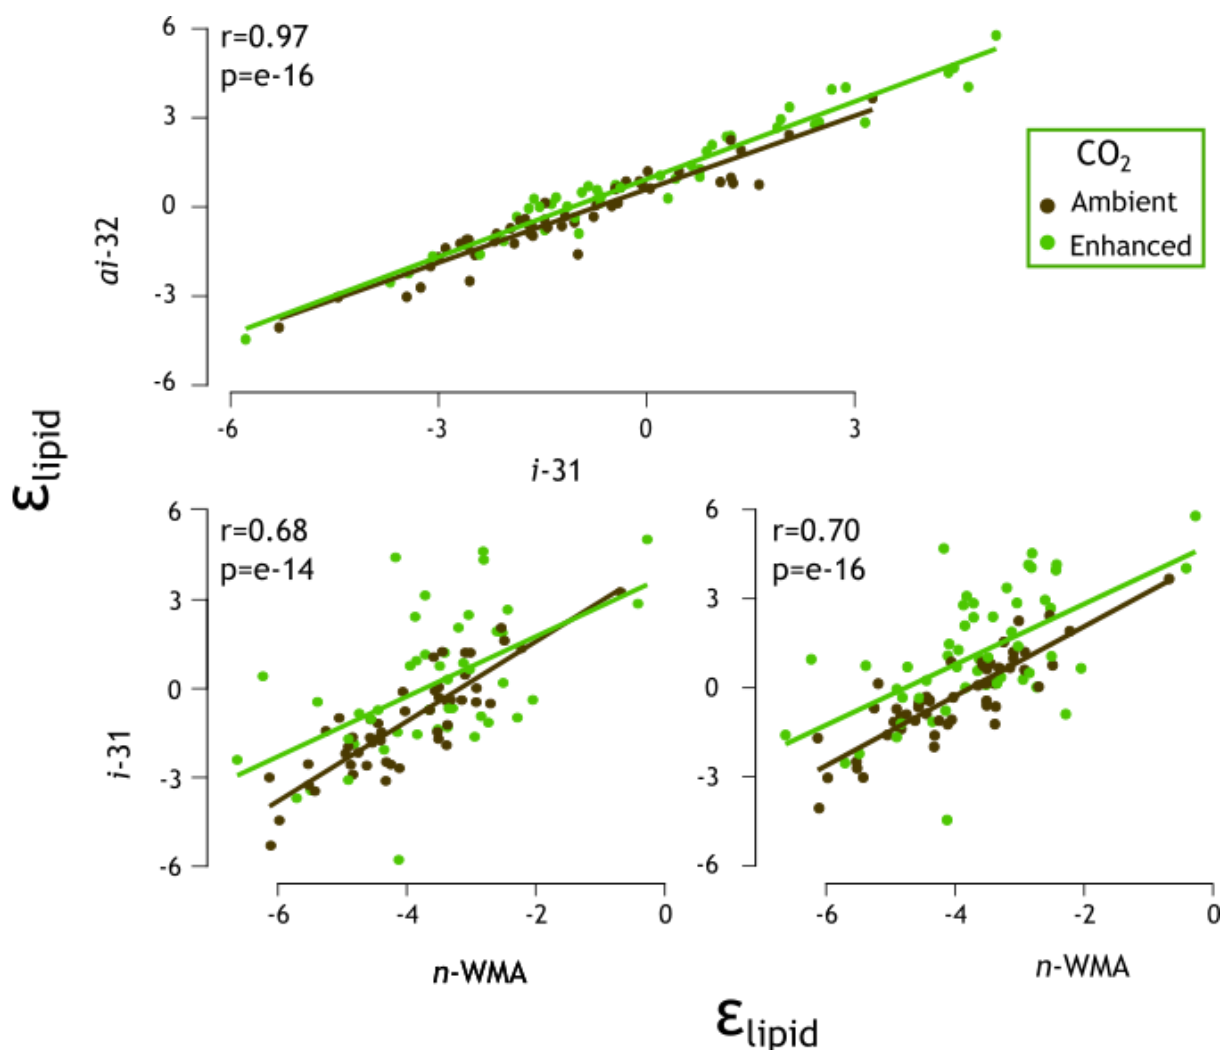 6
3
0
-3
-6
r=0.97
p=e-16
ai-32
-6
-3
0
3
i-31
CO₂
Ambient
Enhanced
εlipid
6
3
0
-3
-6
r=0.68
p=e-14
i-31
-6
-4
-2
0
n-WMA
6
3
0
-3
-6
r=0.70
p=e-16
-6
-4
-2
0
n-WMA
εlipid